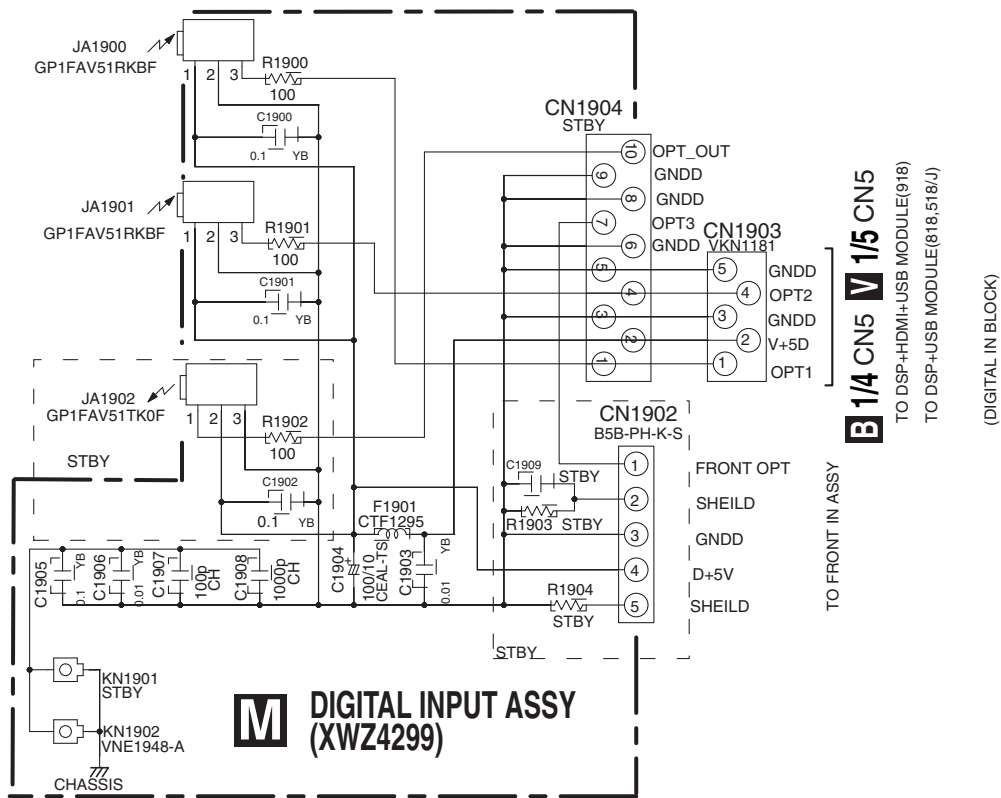 JA1900
GP1FAV51RKBF
1 2 3
R1900
100
C1900
0.1 YB
JA1901
GP1FAV51RKBF
1 2 3
R1901
100
C1901
0.1 YB
JA1902
GP1FAV51TK0F
1 2 3
R1902
100
STBY
C1902
0.1 YB
F1901
CTF1295
C1905
0.1 YB
C1906
0.01 YB
C1907
100p
CH
C1908
1000p
CH
C1904
+
100/10
CEAL-TS
C1903
0.01 YB
KN1901
STBY
KN1902
VNE1948-A
CHASSIS
M
DIGITAL INPUT ASSY
(XWZ4299)
CN1904
STBY
10 OPT_OUT
9 GNDD
8 GNDD
7 OPT3
6 GNDD
5
4
3
2
1
CN1903
VKN1181
5 GNDD
4 OPT2
3 GNDD
2 V+5D
1 OPT1
CN1902
B5B-PH-K-S
1 FRONT OPT
2 SHEILD
3 GNDD
4 D+5V
5 SHEILD
C1909
STBY
R1903 STBY
R1904
STBY
STBY
B 1/4 CN5 V 1/5 CN5
TO DSP+HDMI+USB MODULE(918)
TO DSP+USB MODULE(818,518/J)
(DIGITAL IN BLOCK)
TO FRONT IN ASSY